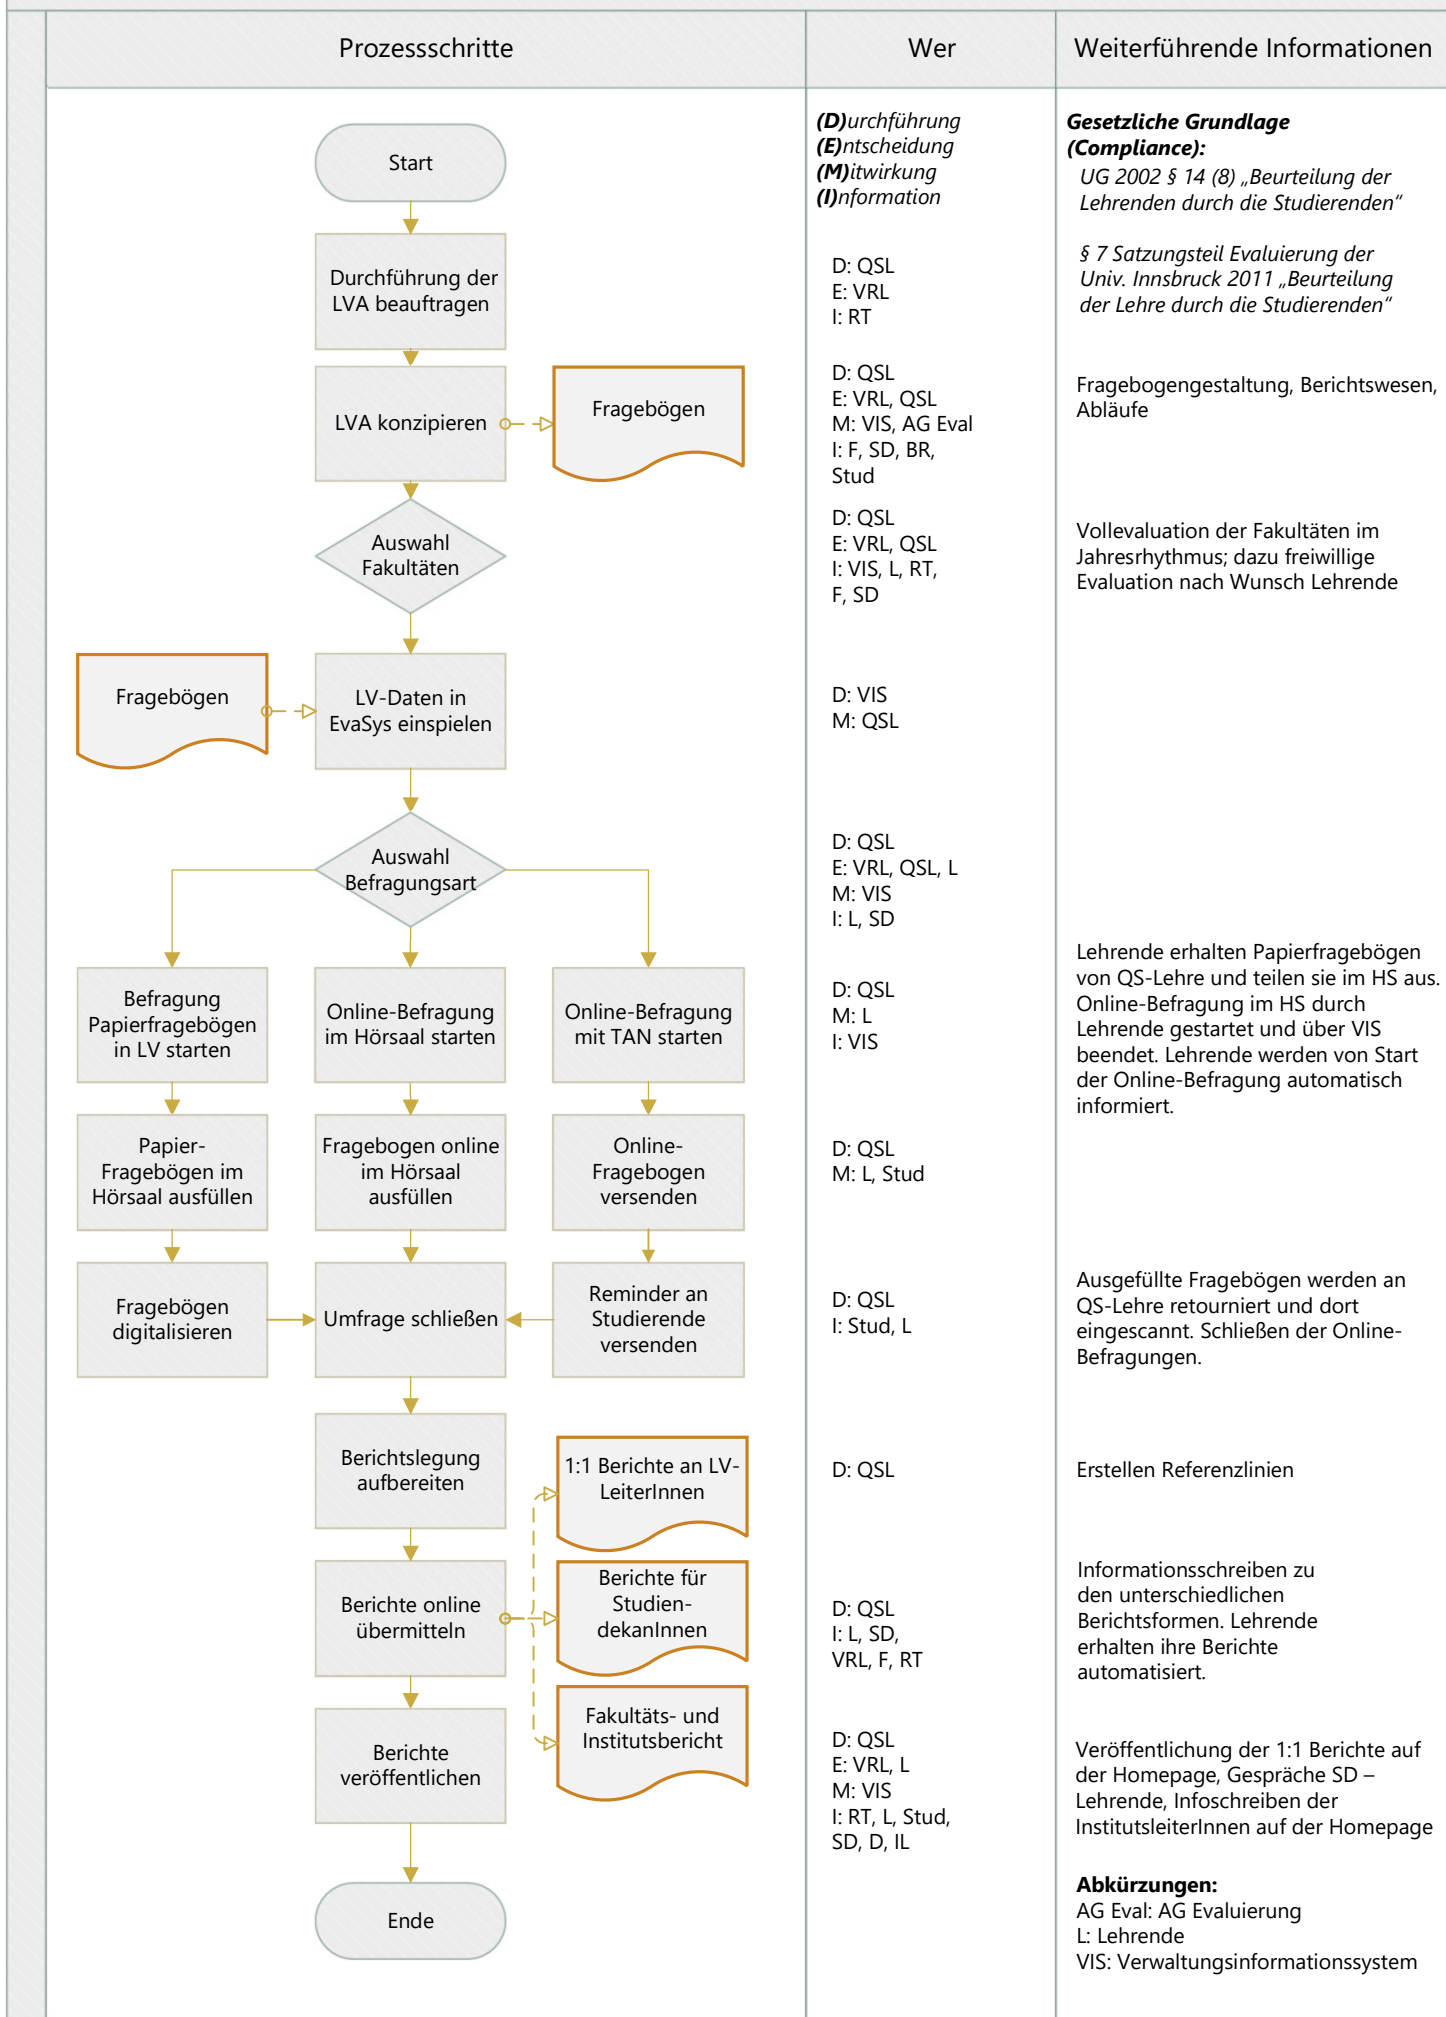 Prozessschritte
Wer
Weiterführende Informationen
Start
(D)urchführung
(E)ntscheidung
(M)itwirkung
(I)nformation
Gesetzliche Grundlage
(Compliance):
UG 2002 § 14 (8) „Beurteilung der
Lehrenden durch die Studierenden“
Durchführung der
LVA beauftragen
D: QSL
E: VRL
I: RT
§ 7 Satzungsteil Evaluierung der
Univ. Innsbruck 2011 „Beurteilung
der Lehre durch die Studierenden“
LVA konzipieren
Fragebögen
D: QSL
E: VRL, QSL
M: VIS, AG Eval
I: F, SD, BR,
Stud
Fragebogengestaltung, Berichtswesen,
Abläufe
Auswahl
Fakultäten
D: QSL
E: VRL, QSL
I: VIS, L, RT,
F, SD
Vollevaluation der Fakultäten im
Jahresrhythmus; dazu freiwillige
Evaluation nach Wunsch Lehrende
Fragebögen
LV-Daten in
EvaSys einspielen
D: VIS
M: QSL
Auswahl
Befragungsart
D: QSL
E: VRL, QSL, L
M: VIS
I: L, SD
Befragung
Papierfragebögen
in LV starten
Online-Befragung
im Hörsaal starten
Online-Befragung
mit TAN starten
D: QSL
M: L
I: VIS
Lehrende erhalten Papierfragebögen
von QS-Lehre und teilen sie im HS aus.
Online-Befragung im HS durch
Lehrende gestartet und über VIS
beendet. Lehrende werden von Start
der Online-Befragung automatisch
informiert.
Papier-
Fragebögen im
Hörsaal ausfüllen
Fragebogen online
im Hörsaal
ausfüllen
Online-
Fragebogen
versenden
D: QSL
M: L, Stud
Fragebögen
digitalisieren
Umfrage schließen
Reminder an
Studierende
versenden
D: QSL
I: Stud, L
Ausgefüllte Fragebögen werden an
QS-Lehre retourniert und dort
eingescannt. Schließen der Online-
Befragungen.
Berichtslegung
aufbereiten
1:1 Berichte an LV-
LeiterInnen
D: QSL
Erstellen Referenzlinien
Berichte online
übermitteln
Berichte für
Studien-
dekanInnen
D: QSL
I: L, SD,
VRL, F, RT
Informationsschreiben zu
den unterschiedlichen
Berichtsformen. Lehrende
erhalten ihre Berichte
automatisiert.
Berichte
veröffentlichen
Fakultäts- und
Institutsbericht
D: QSL
E: VRL, L
M: VIS
I: RT, L, Stud,
SD, D, IL
Veröffentlichung der 1:1 Berichte auf
der Homepage, Gespräche SD –
Lehrende, Infoschreiben der
InstitutsleiterInnen auf der Homepage
Ende
Abkürzungen:
AG Eval: AG Evaluierung
L: Lehrende
VIS: Verwaltungsinformationssystem